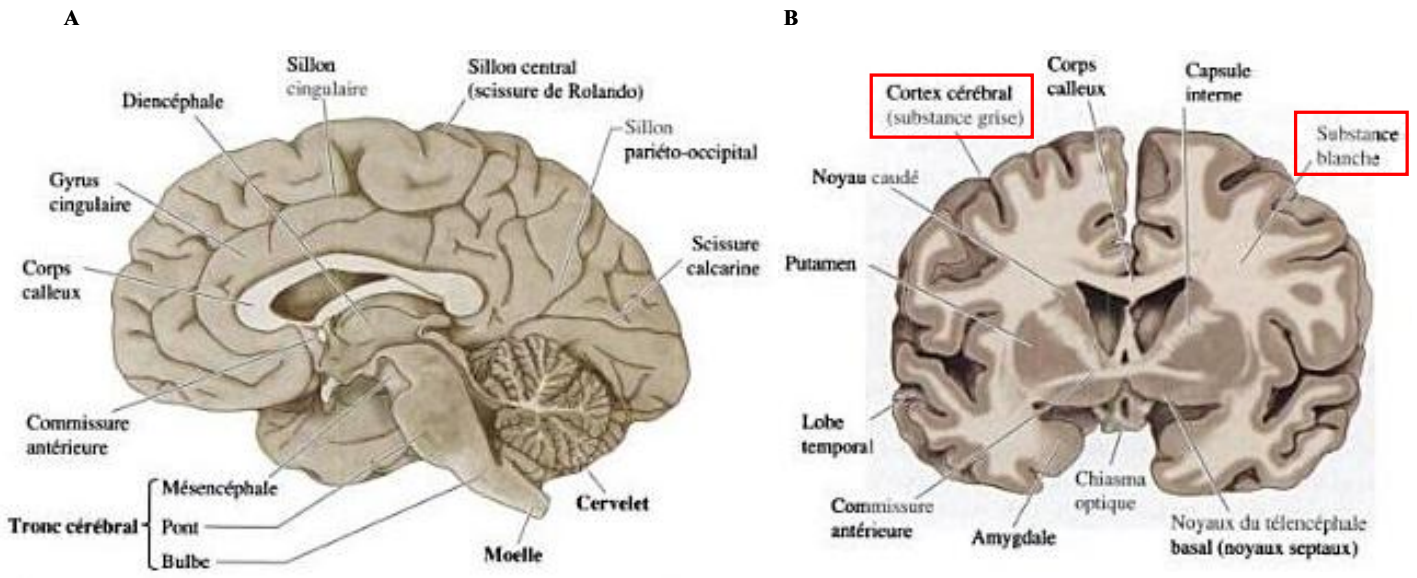 A
Sillon
cingulaire
Sillon central
(scissure de Rolando)
Diencéphale
Sillon
pariéto-occipital
Gyrus
cingulaire
Scissure
calcarine
Corps
calleux
Commissure
antérieure
Mésencéphale
Tronc cérébral
Pont
Bulbe
Cervelet
Moelle
B
Cortex cérébral
(substance grise)
Corps
calleux
Capsule
interne
Substance
blanche
Noyau caudé
Putamen
Lobe
temporal
Commissure
antérieure
Amygdale
Chiasma
optique
Noyaux du télencéphale
basal (noyaux septaux)